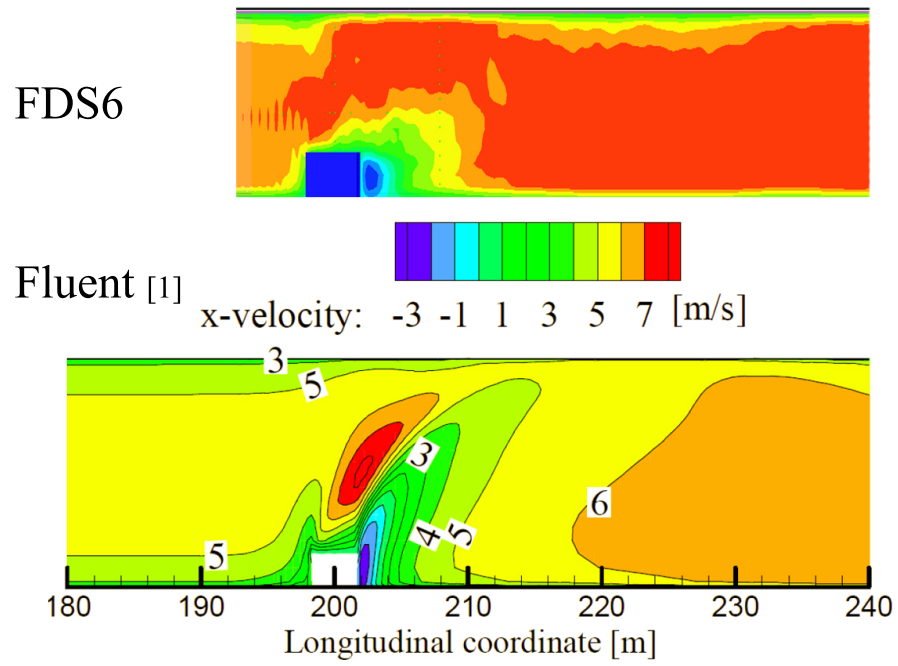 FDS6
Fluent [1]
x-velocity: -3 -1 1 3 5 7 [m/s]
3
5
3
6
5
4
5
180 190 200 210 220 230 240
Longitudinal coordinate [m]